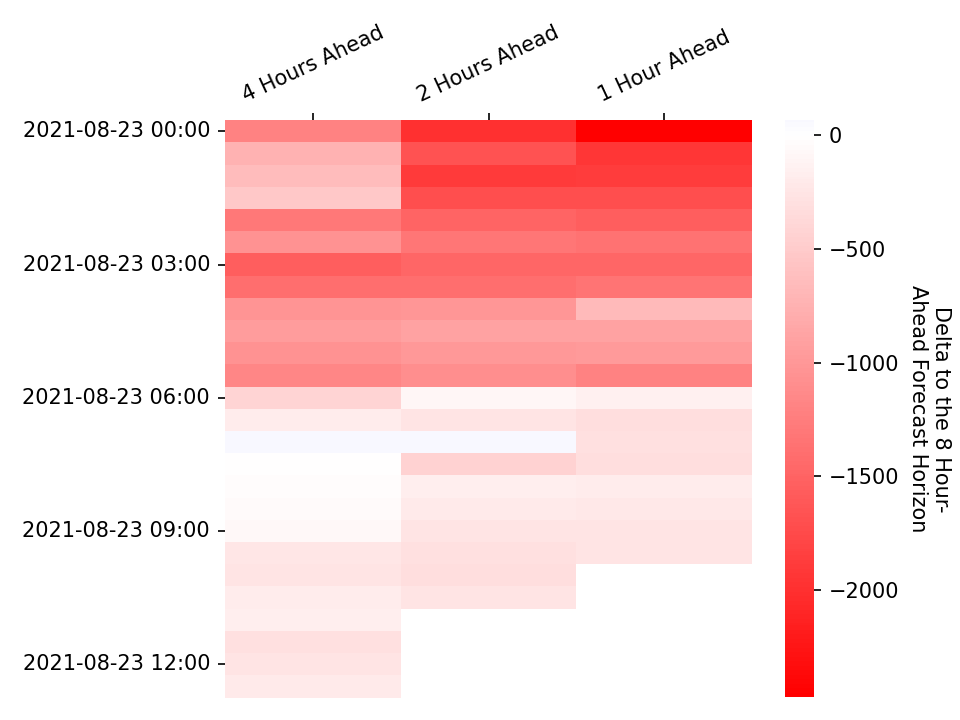 4 Hours Ahead
2 Hours Ahead
1 Hour Ahead
2021-08-23 00:00
2021-08-23 03:00
2021-08-23 06:00
2021-08-23 09:00
2021-08-23 12:00
0
−500
−1000
−1500
−2000
Delta to the 8 Hour-
Ahead Forecast Horizon